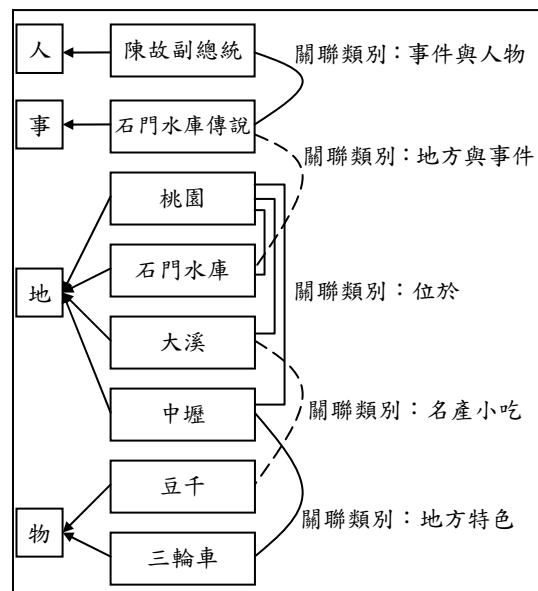 人
陳故副總統
關聯類別：事件與人物
事
石門水庫傳說
關聯類別：地方與事件
桃園
石門水庫
地
關聯類別：位於
大溪
中壢
關聯類別：名產小吃
豆干
關聯類別：地方特色
物
三輪車